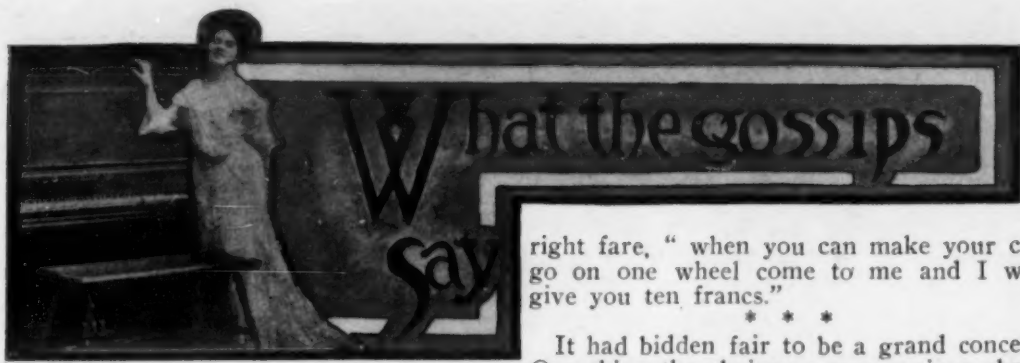 What the gossips
say
right fare, " when you can make your c
go on one wheel come to me and I w
give you ten francs."
* * *
It had bidden fair to be a grand conce